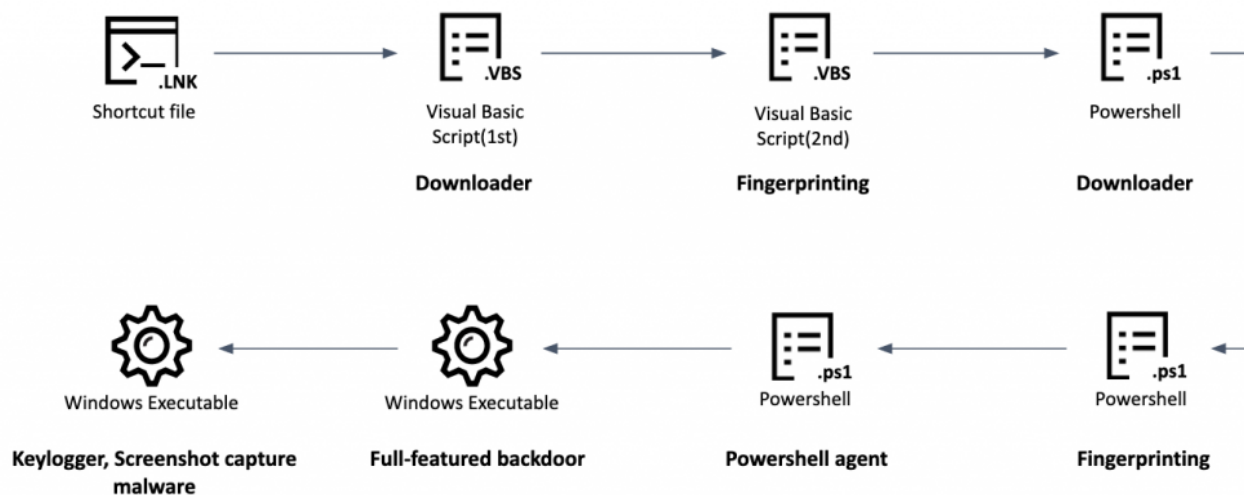 .LNK
Shortcut file
.VBS
Visual Basic
Script(1st)
Downloader
.VBS
Visual Basic
Script(2nd)
Fingerprinting
.ps1
Powershell
Downloader
Windows Executable
Keylogger, Screenshot capture
malware
Windows Executable
Full-featured backdoor
.ps1
Powershell
Powershell agent
.ps1
Powershell
Fingerprinting